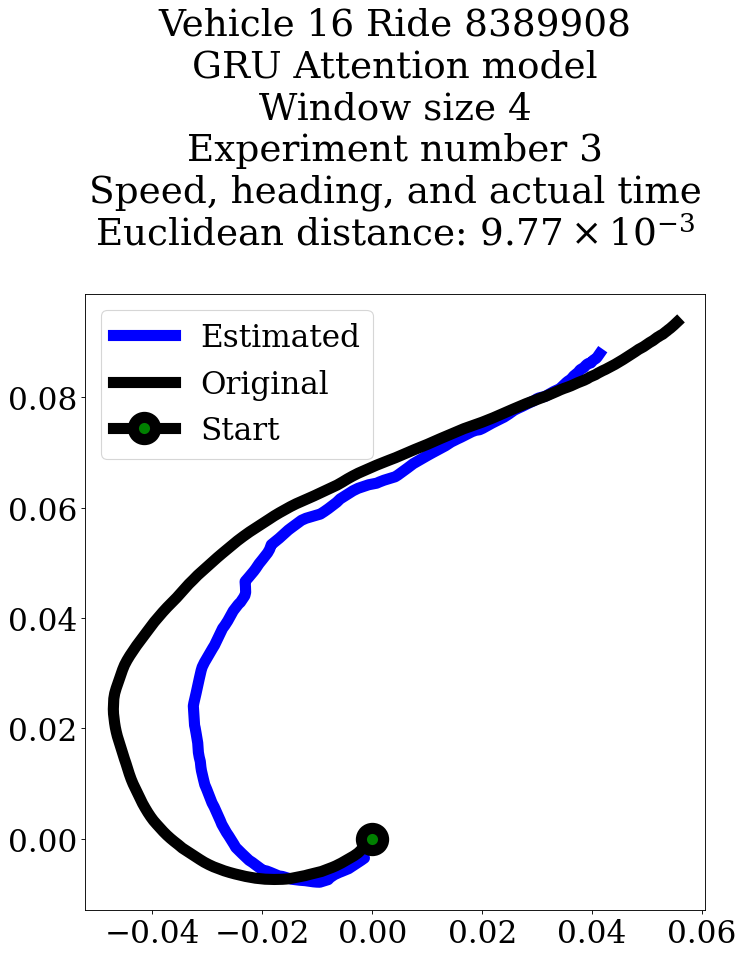 Vehicle 16 Ride 8389908
GRU Attention model
Window size 4
Experiment number 3
Speed, heading, and actual time
Euclidean distance: 9.77 × 10⁻³
Estimated
Original
Start
0.08
0.06
0.04
0.02
0.00
−0.04 −0.02 0.00 0.02 0.04 0.06